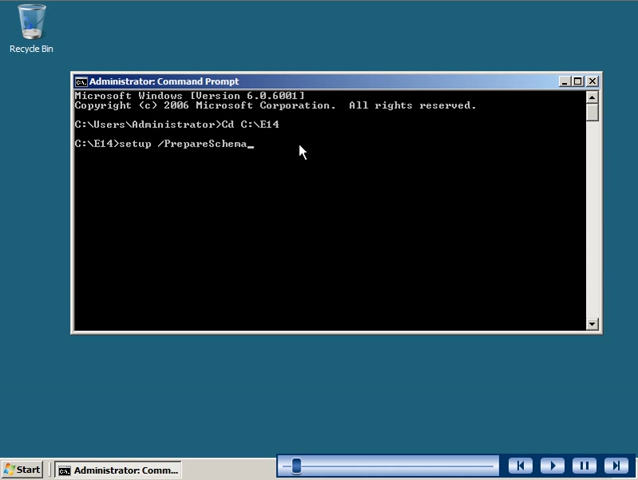 Recycle Bin
Administrator: Command Prompt
Microsoft Windows [Version 6.0.6001]
Copyright (c) 2006 Microsoft Corporation.  All rights reserved.
C:\Users\Administrator>Cd C:\E14
C:\E14>setup /PrepareSchema_
Start
Administrator: Comm...